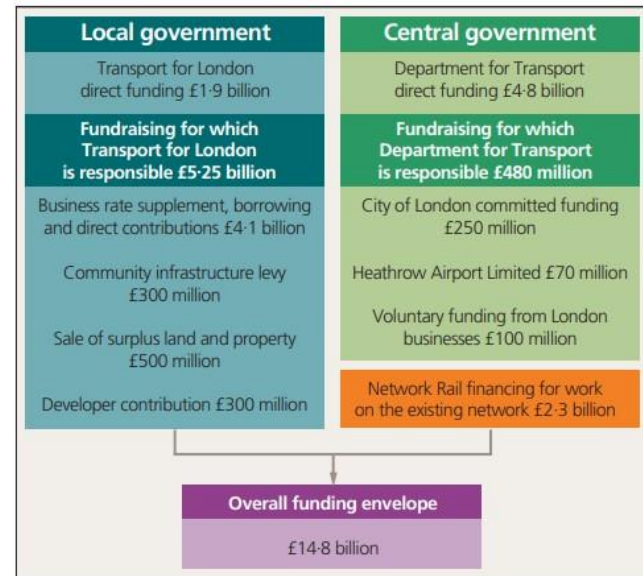 Local government
Transport for London
direct funding £1·9 billion
Fundraising for which
Transport for London
is responsible £5·25 billion
Business rate supplement, borrowing
and direct contributions £4·1 billion
Community infrastructure levy
£300 million
Sale of surplus land and property
£500 million
Developer contribution £300 million
Central government
Department for Transport
direct funding £4·8 billion
Fundraising for which
Department for Transport
is responsible £480 million
City of London committed funding
£250 million
Heathrow Airport Limited £70 million
Voluntary funding from London
businesses £100 million
Network Rail financing for work
on the existing network £2·3 billion
Overall funding envelope
£14·8 billion